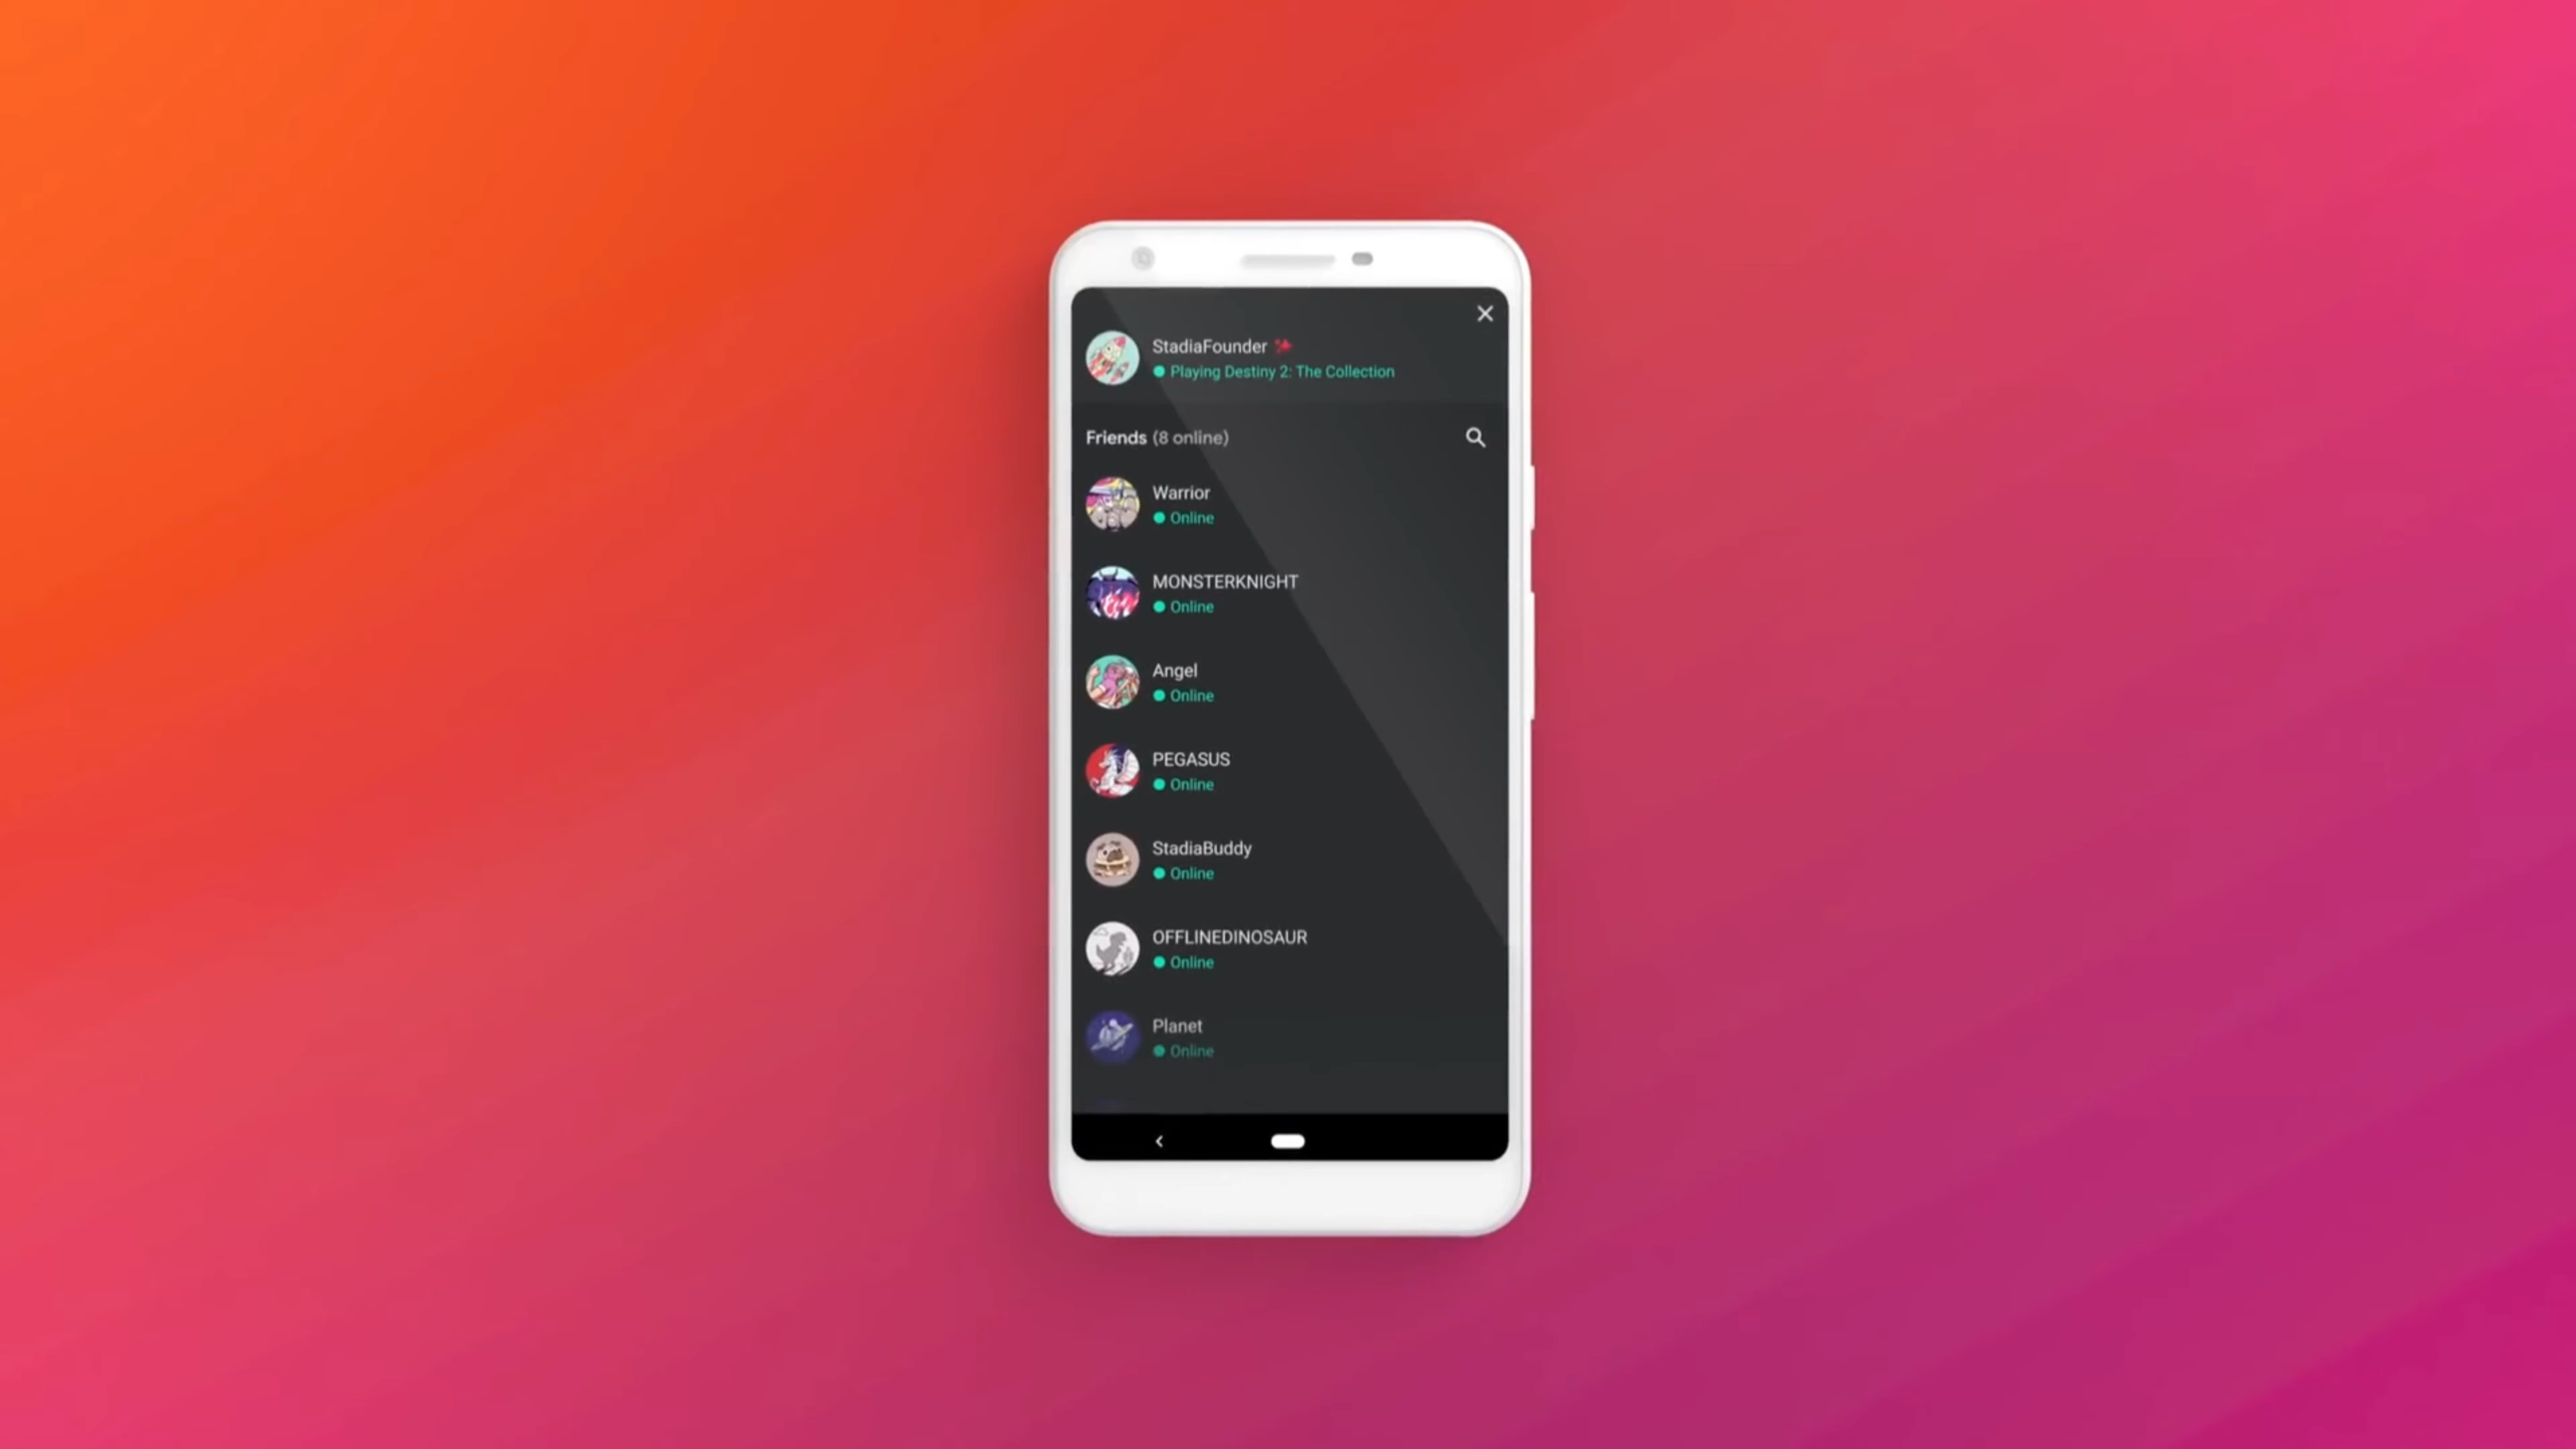 StadiaFounder
Playing Destiny 2: The Collection
Friends (8 online)
Warrior
Online
MONSTERKNIGHT
Online
Angel
Online
PEGASUS
Online
StadiaBuddy
Online
OFFLINEDINOSAUR
Online
Planet
Online